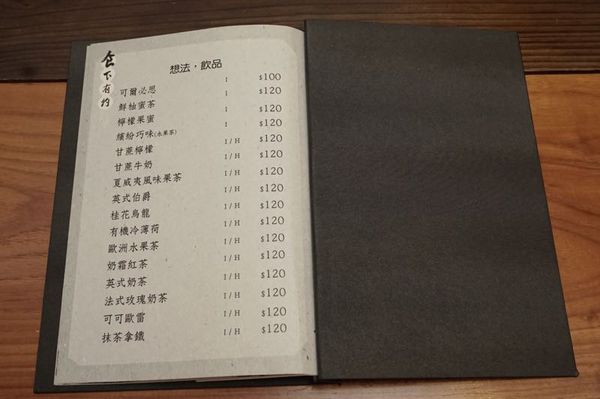 下有約
想法，飲品
可爾必思 I $100
鮮柚蜜茶 I $120
檸檬果蜜 I $120
繽紛巧味(水果茶) I $120
甘蔗檸檬 I/H $120
甘蔗牛奶 I/H $120
夏威夷風味果茶 I/H $120
英式伯爵 I/H $120
桂花烏龍 I/H $120
有機冷薄荷 I/H $120
歐洲水果茶 I/H $120
奶霜紅茶 I/H $120
英式奶茶 I/H $120
法式玫瑰奶茶 I/H $120
可可歐雷 I/H $120
抹茶拿鐵 I/H $120